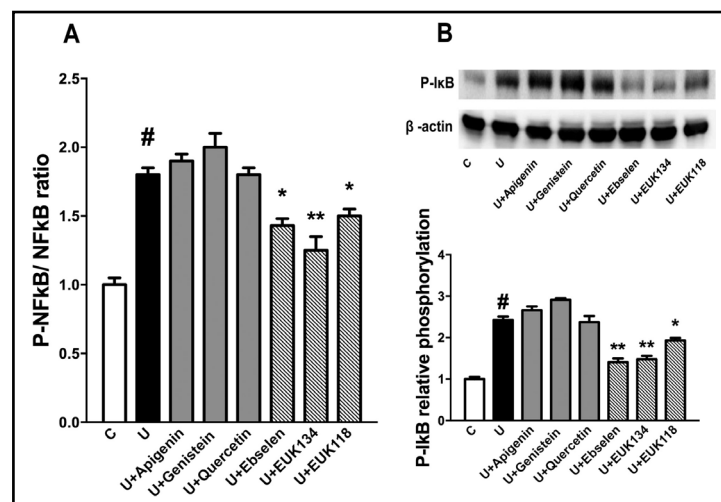 A
P-NFkB/ NFkB ratio
2.5
2.0
1.5
1.0
0.5
0.0
#
*
**
*
C
U
U+Apigenin
U+Genistein
U+Quercetin
U+Ebselen
U+EUK134
U+EUK118
B
P-IκB
β -actin
C
U
U+Apigenin
U+Genistein
U+Quercetin
U+Ebselen
U+EUK134
U+EUK118
P-IkB relative phosphorylation
4
3
2
1
0
#
**
**
*
C
U
U+Apigenin
U+Genistein
U+Quercetin
U+Ebselen
U+EUK134
U+EUK118